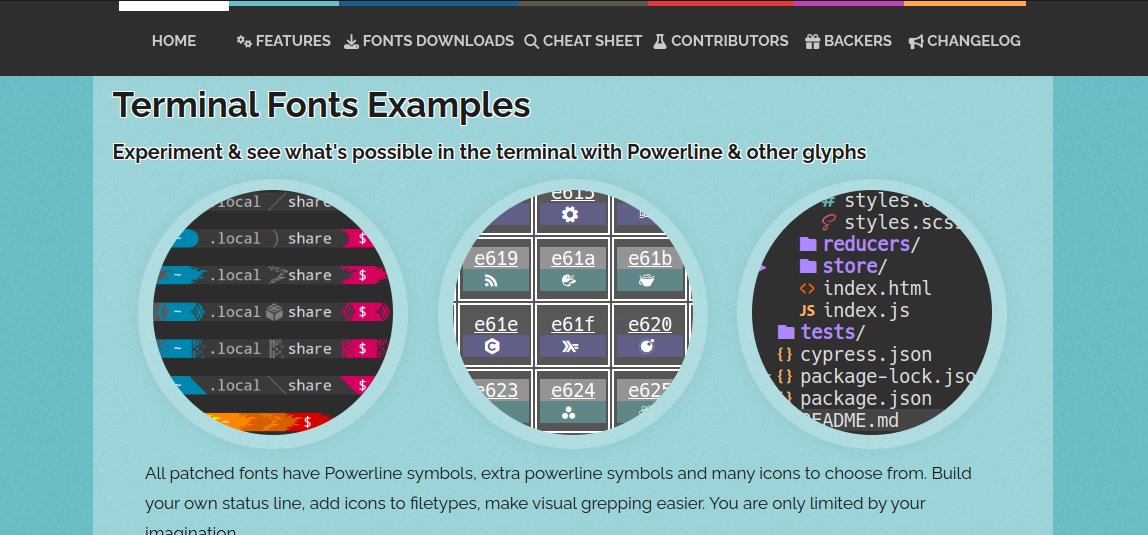 HOME FEATURES FONTS DOWNLOADS CHEAT SHEET CONTRIBUTORS BACKERS CHANGELOG
Terminal Fonts Examples
Experiment & see what's possible in the terminal with Powerline & other glyphs
.local share
~ .local share $
~ .local share $
~ .local share $
~ .local share $
~ .local share $
~ $
e615
e619 e61a e61b
e61e e61f e620
e623 e624 e625
styles.
styles.scss
reducers/
store/
index.html
JS index.js
tests/
{} cypress.json
{} package-lock.jso
{} package.json
README.md
All patched fonts have Powerline symbols, extra powerline symbols and many icons to choose from. Build
your own status line, add icons to filetypes, make visual grepping easier. You are only limited by your
imagination